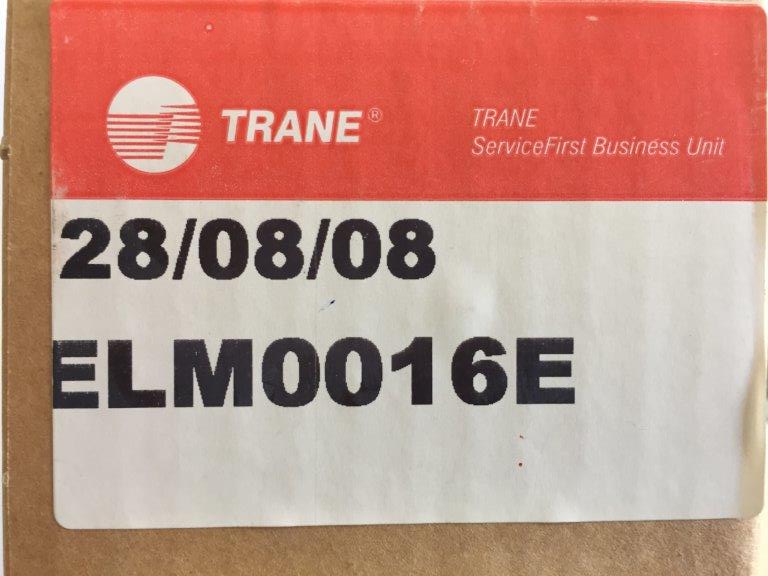 TRANE®
TRANE
ServiceFirst Business Unit
28/08/08
ELM0016E